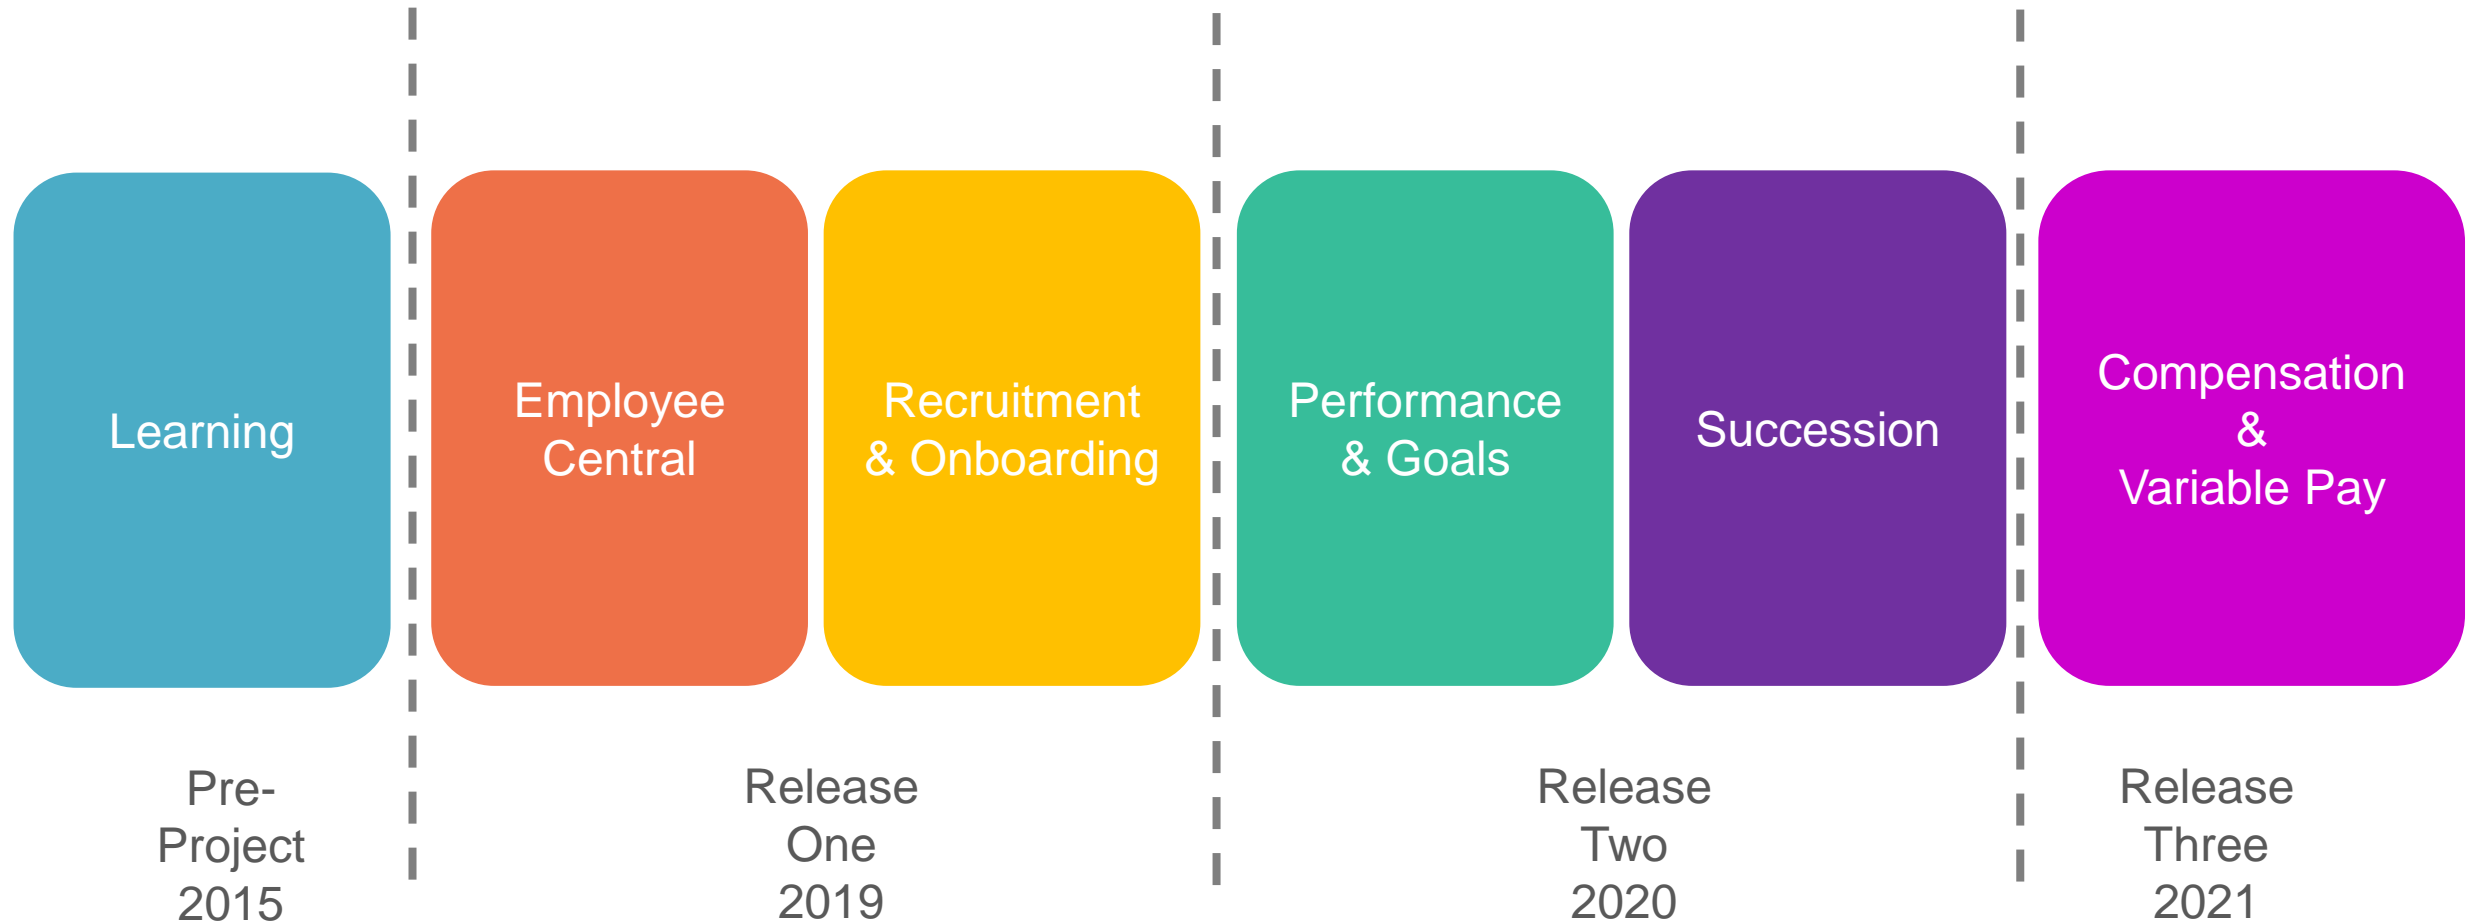 Learning
Employee
Central
Recruitment
& Onboarding
Performance
& Goals
Succession
Compensation
&
Variable Pay
Pre-
Project
2015
Release
One
2019
Release
Two
2020
Release
Three
2021